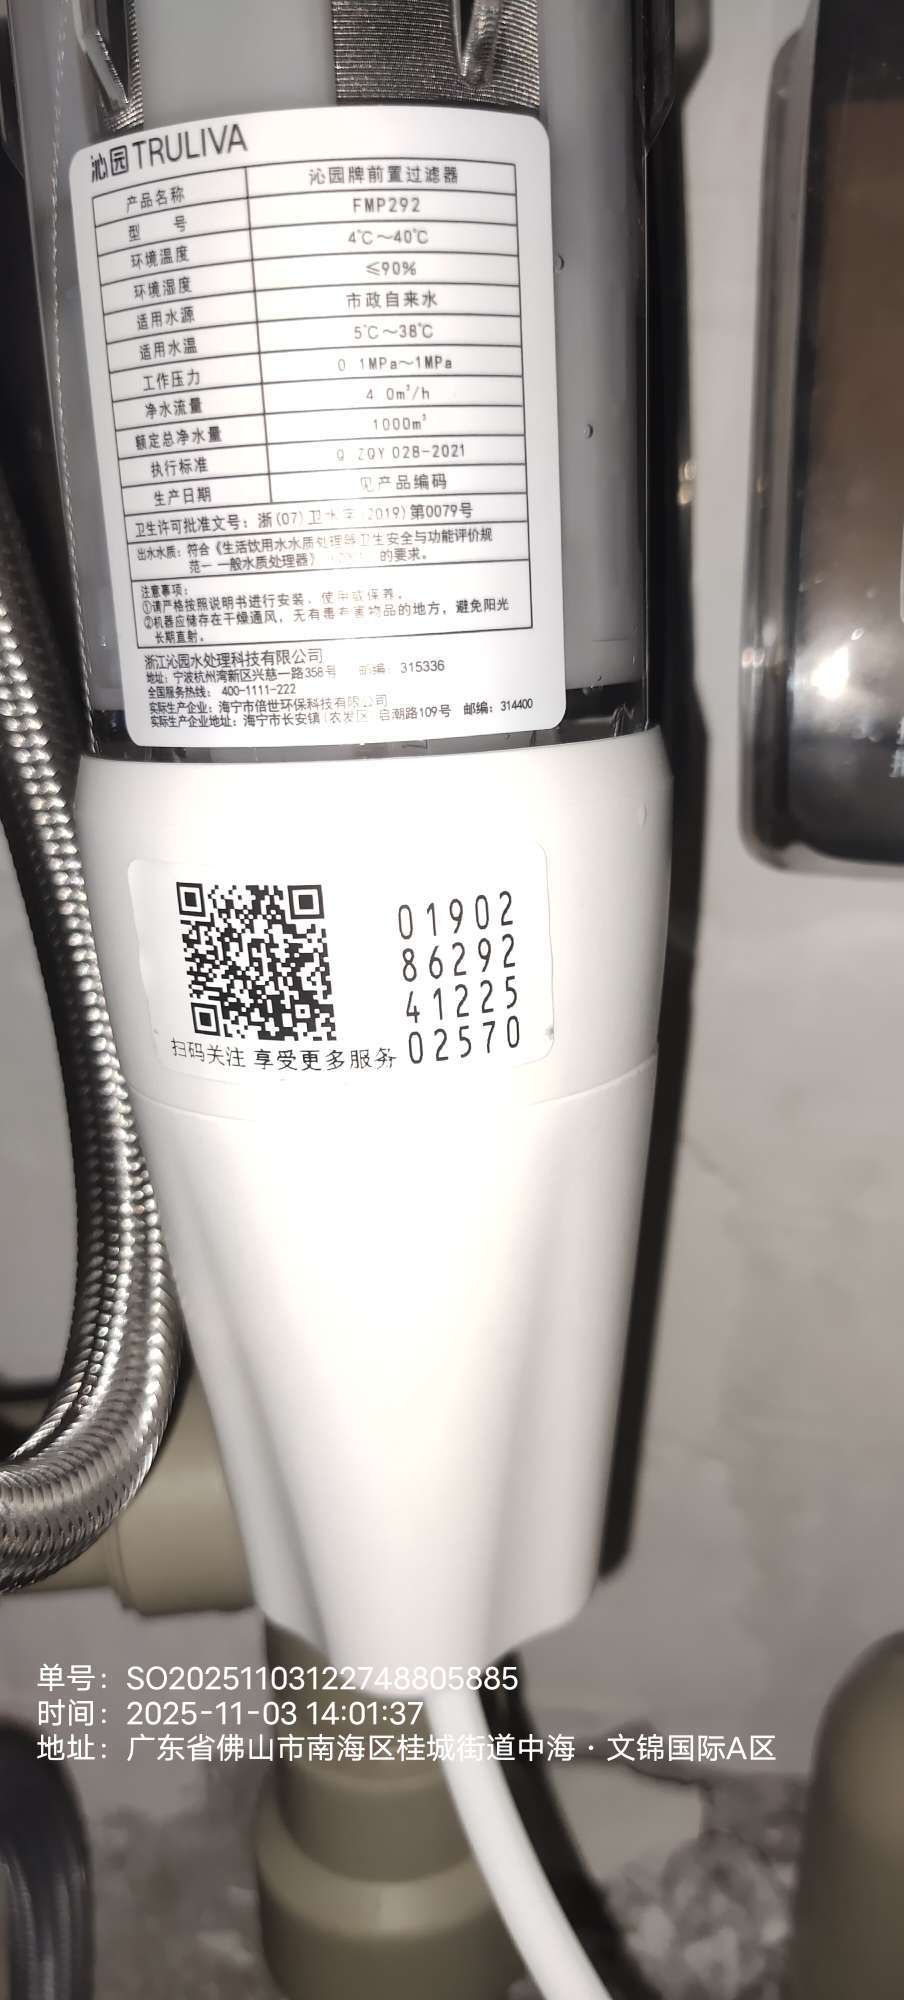 沁园TRULIVA
产品名称 沁园牌前置过滤器
型 号 FMP292
环境温度 4℃~40℃
环境湿度 ≤90%
适用水源 市政自来水
适用水温 5℃~38℃
工作压力 0 1MPa~1MPa
净水流量 4 0m³/h
额定总净水量 1000m³
执行标准 Q ZQY 028-2021
生产日期 见产品编码
卫生许可批准文号：浙(07)卫水字 2019)第0079号
出水水质：符合《生活饮用水水质处理器卫生安全与功能评价规
范— 一般水质处理器》 的要求。
注意事项：
①请严格按照说明书进行安装、使用或保养。
②机器应储存在干燥通风，无有毒有害物品的地方，避免阳光
长期直射。
浙江沁园水处理科技有限公司
地址：宁波杭州湾新区兴慈一路358号 邮编：315336
全国服务热线：400-1111-222
实际生产企业：海宁市倍世环保科技有限公司
实际生产企业地址：海宁市长安镇(农发区 启潮路109号 邮编：314400
01902
86292
41225
02570
扫码关注 享受更多服务
单号：SO20251103122748805885
时间：2025-11-03 14:01:37
地址：广东省佛山市南海区桂城街道中海·文锦国际A区